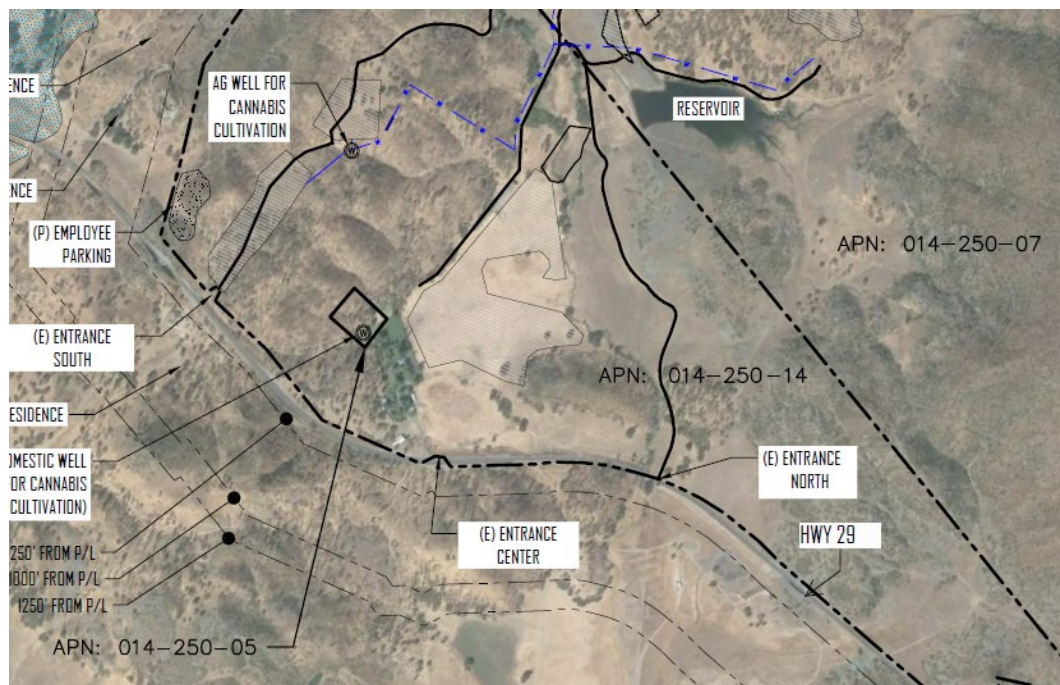 ENCE
AG WELL FOR
CANNABIS
CULTIVATION
RESERVOIR
W
ENCE
(P) EMPLOYEE
PARKING
APN: 014-250-07
(E) ENTRANCE
SOUTH
W
APN: 014-250-14
ESIDENCE
OMESTIC WELL
OR CANNABIS
CULTIVATION)
(E) ENTRANCE
NORTH
(E) ENTRANCE
CENTER
HWY 29
250' FROM P/L
1000' FROM P/L
1250' FROM P/L
APN: 014-250-05